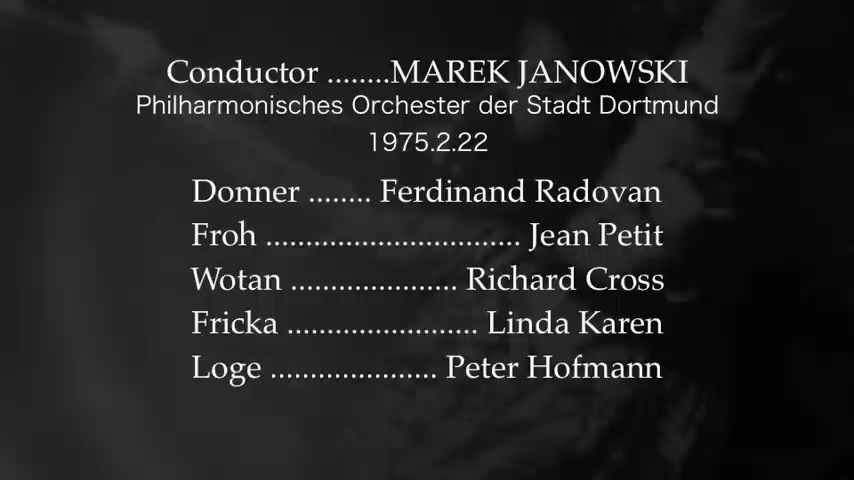 Conductor ........MAREK JANOWSKI
Philharmonisches Orchester der Stadt Dortmund
1975.2.22
Donner ........ Ferdinand Radovan
Froh ................................ Jean Petit
Wotan ..................... Richard Cross
Fricka ........................ Linda Karen
Loge ..................... Peter Hofmann